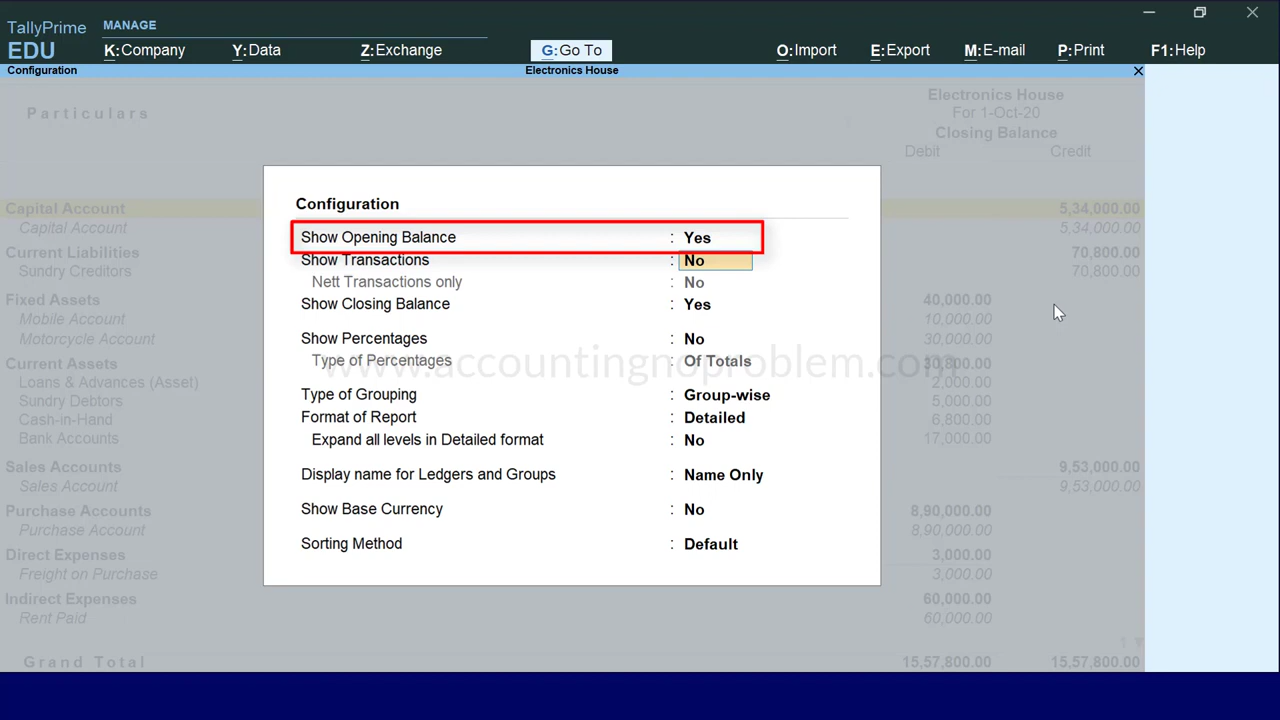 TallyPrime MANAGE
EDU K:Company Y:Data Z:Exchange G:Go To O:Import E:Export M:E-mail P:Print F1:Help
Configuration Electronics House
Electronics House
Particulars For 1-Oct-20
Closing Balance
Debit Credit
Configuration
Capital Account 5,34,000.00
Capital Account 5,34,000.00
Show Opening Balance : Yes
Current Liabilities 70,800.00
Show Transactions : No
Sundry Creditors 70,800.00
Nett Transactions only : No
Fixed Assets 40,000.00
Show Closing Balance : Yes
Mobile Account 10,000.00
Motorcycle Account 30,000.00
Show Percentages : No
Current Assets 30,800.00
Type of Percentages : Of Totals
www.accountingnoproblem.com
Loans & Advances (Asset) 2,000.00
Type of Grouping : Group-wise
Sundry Debtors 5,000.00
Format of Report : Detailed
Cash-in-Hand 6,800.00
Expand all levels in Detailed format : No
Bank Accounts 17,000.00
Sales Accounts 9,53,000.00
Display name for Ledgers and Groups : Name Only
Sales Account 9,53,000.00
Purchase Accounts 8,90,000.00
Show Base Currency : No
Purchase Account 8,90,000.00
Sorting Method : Default
Direct Expenses 3,000.00
Freight on Purchase 3,000.00
Indirect Expenses 60,000.00
Rent Paid 60,000.00
1
Grand Total 15,57,800.00 15,57,800.00